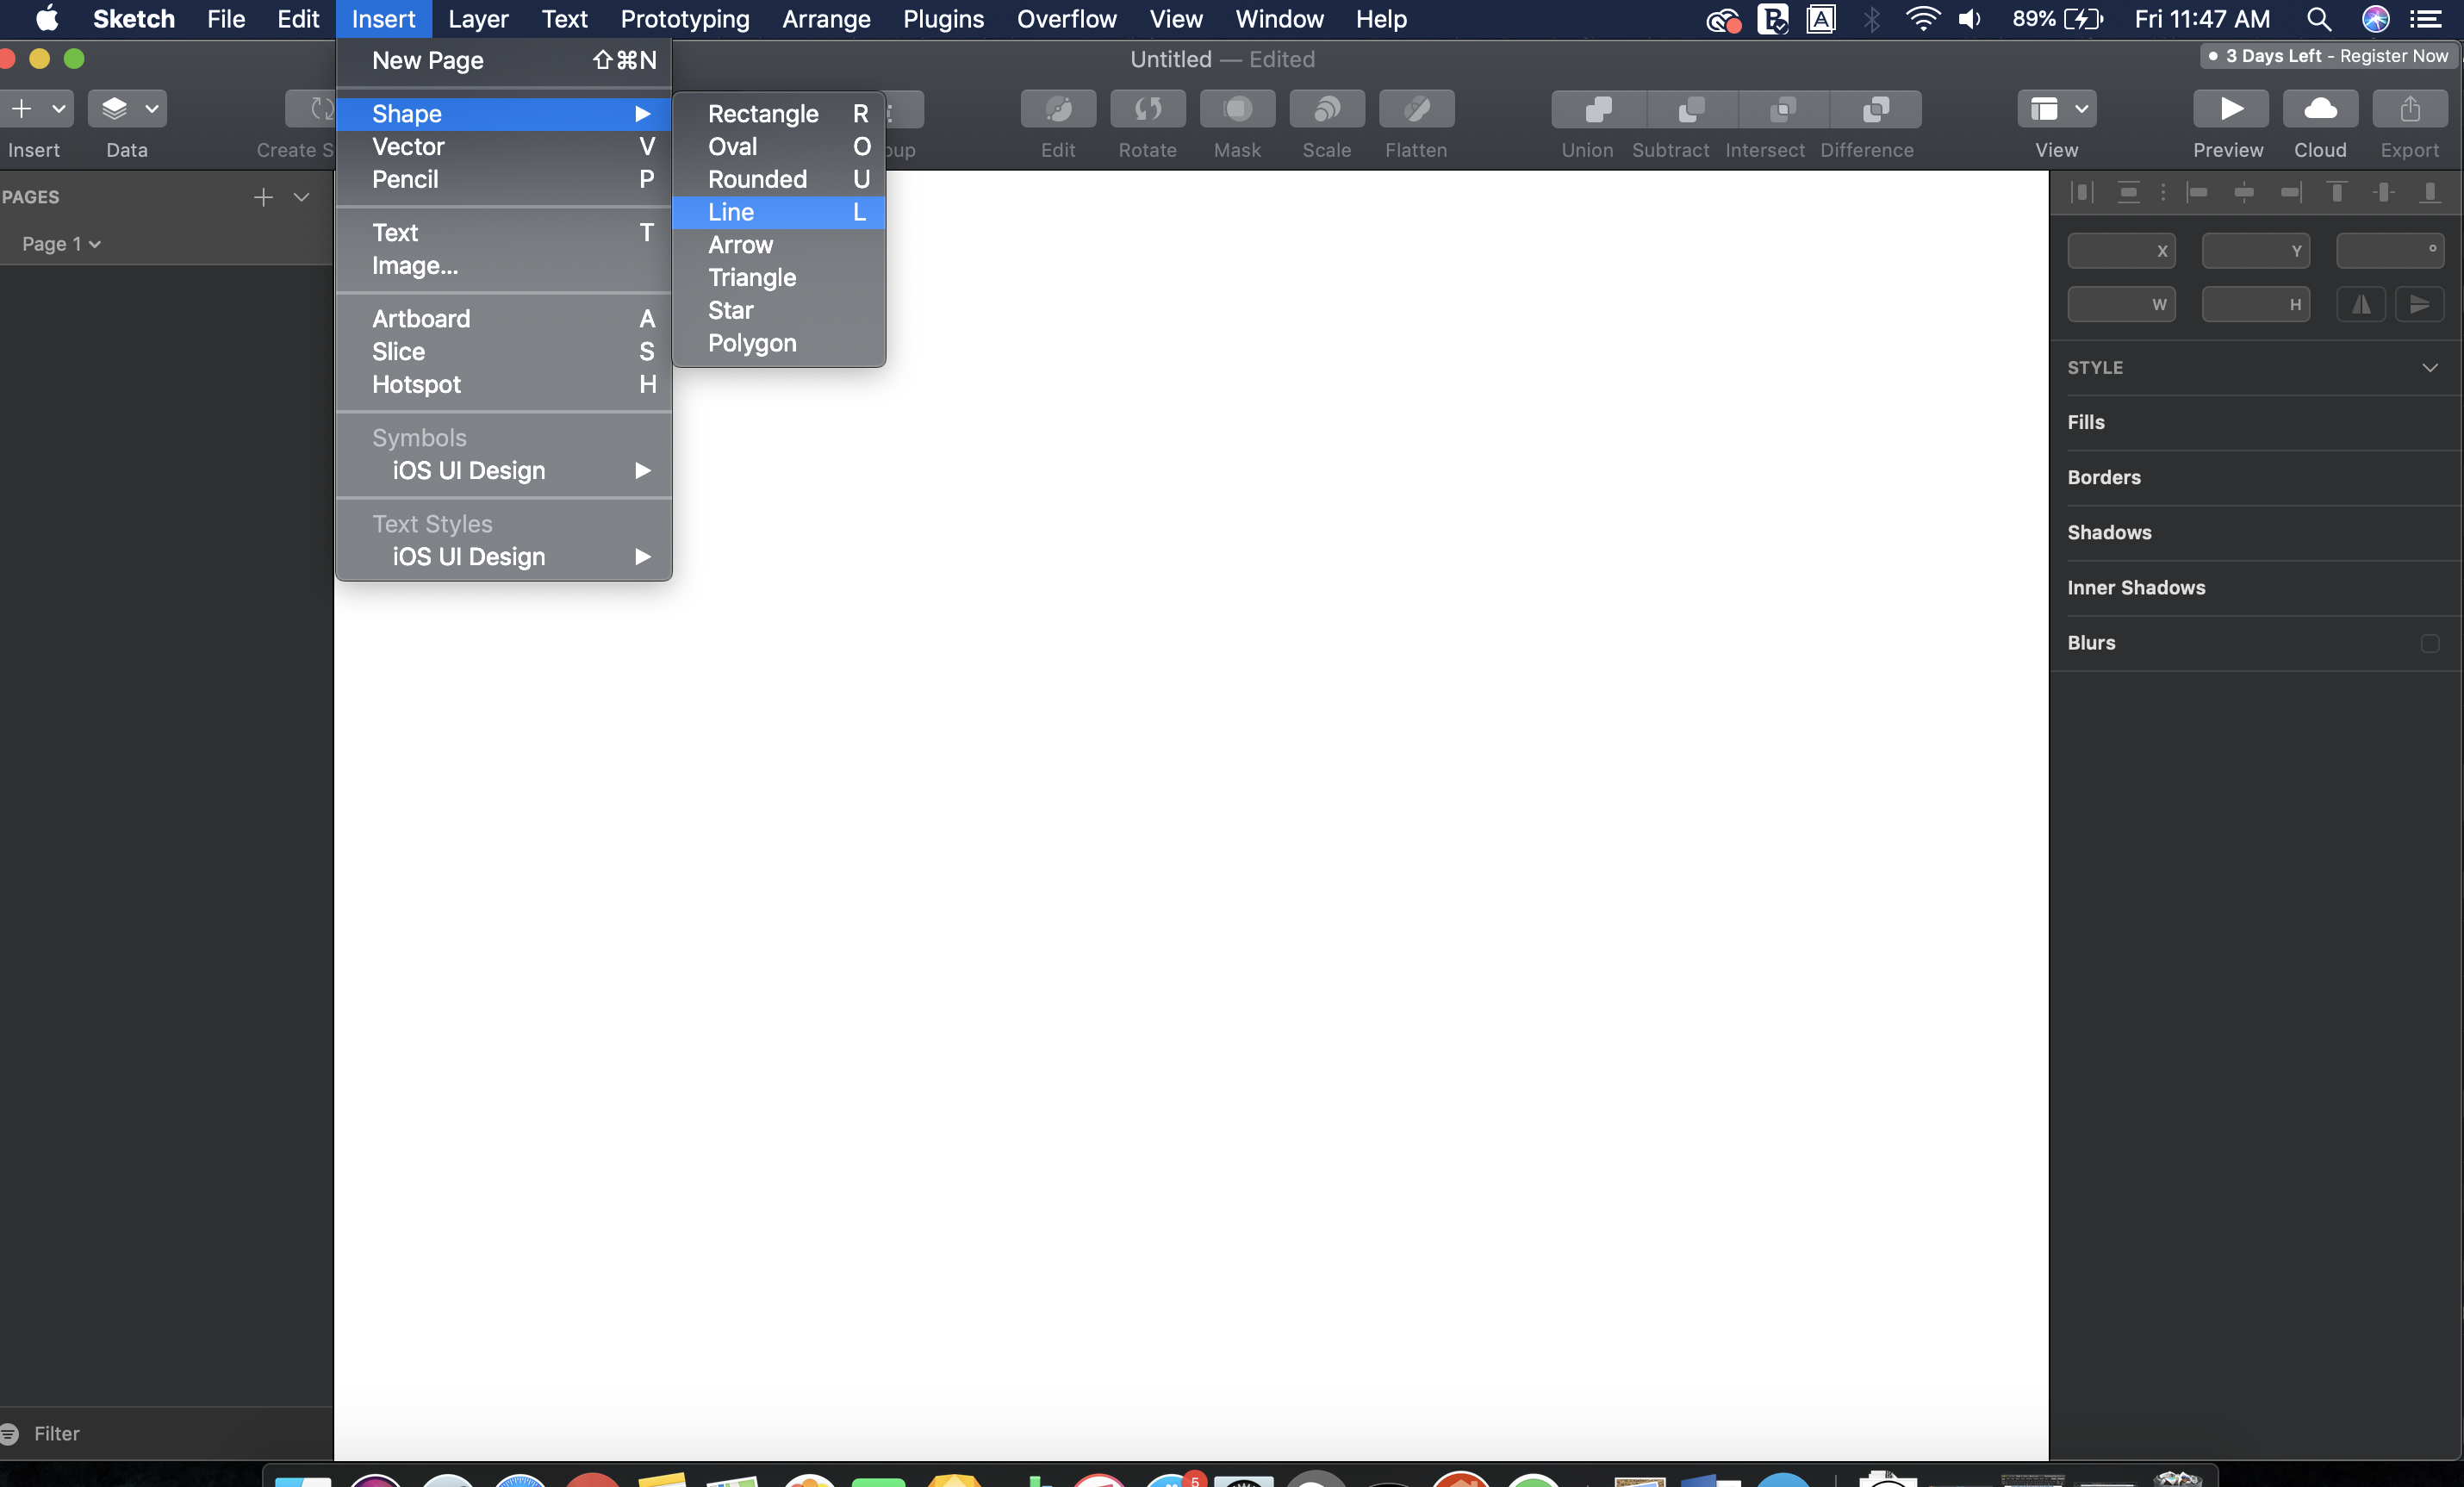 Sketch File Edit Insert Layer Text Prototyping Arrange Plugins Overflow View Window Help 89% Fri 11:47 AM
Untitled — Edited
3 Days Left - Register Now
Insert
Data
Create S
oup
Edit
Rotate
Mask
Scale
Flatten
Union
Subtract
Intersect
Difference
View
Preview
Cloud
Export
PAGES
Page 1
Filter
New Page ⇧⌘N
Shape
Vector V
Pencil P
Text T
Image...
Artboard A
Slice S
Hotspot H
Symbols
iOS UI Design
Text Styles
iOS UI Design
Rectangle R
Oval O
Rounded U
Line L
Arrow
Triangle
Star
Polygon
X Y °
W H
STYLE
Fills
Borders
Shadows
Inner Shadows
Blurs
5